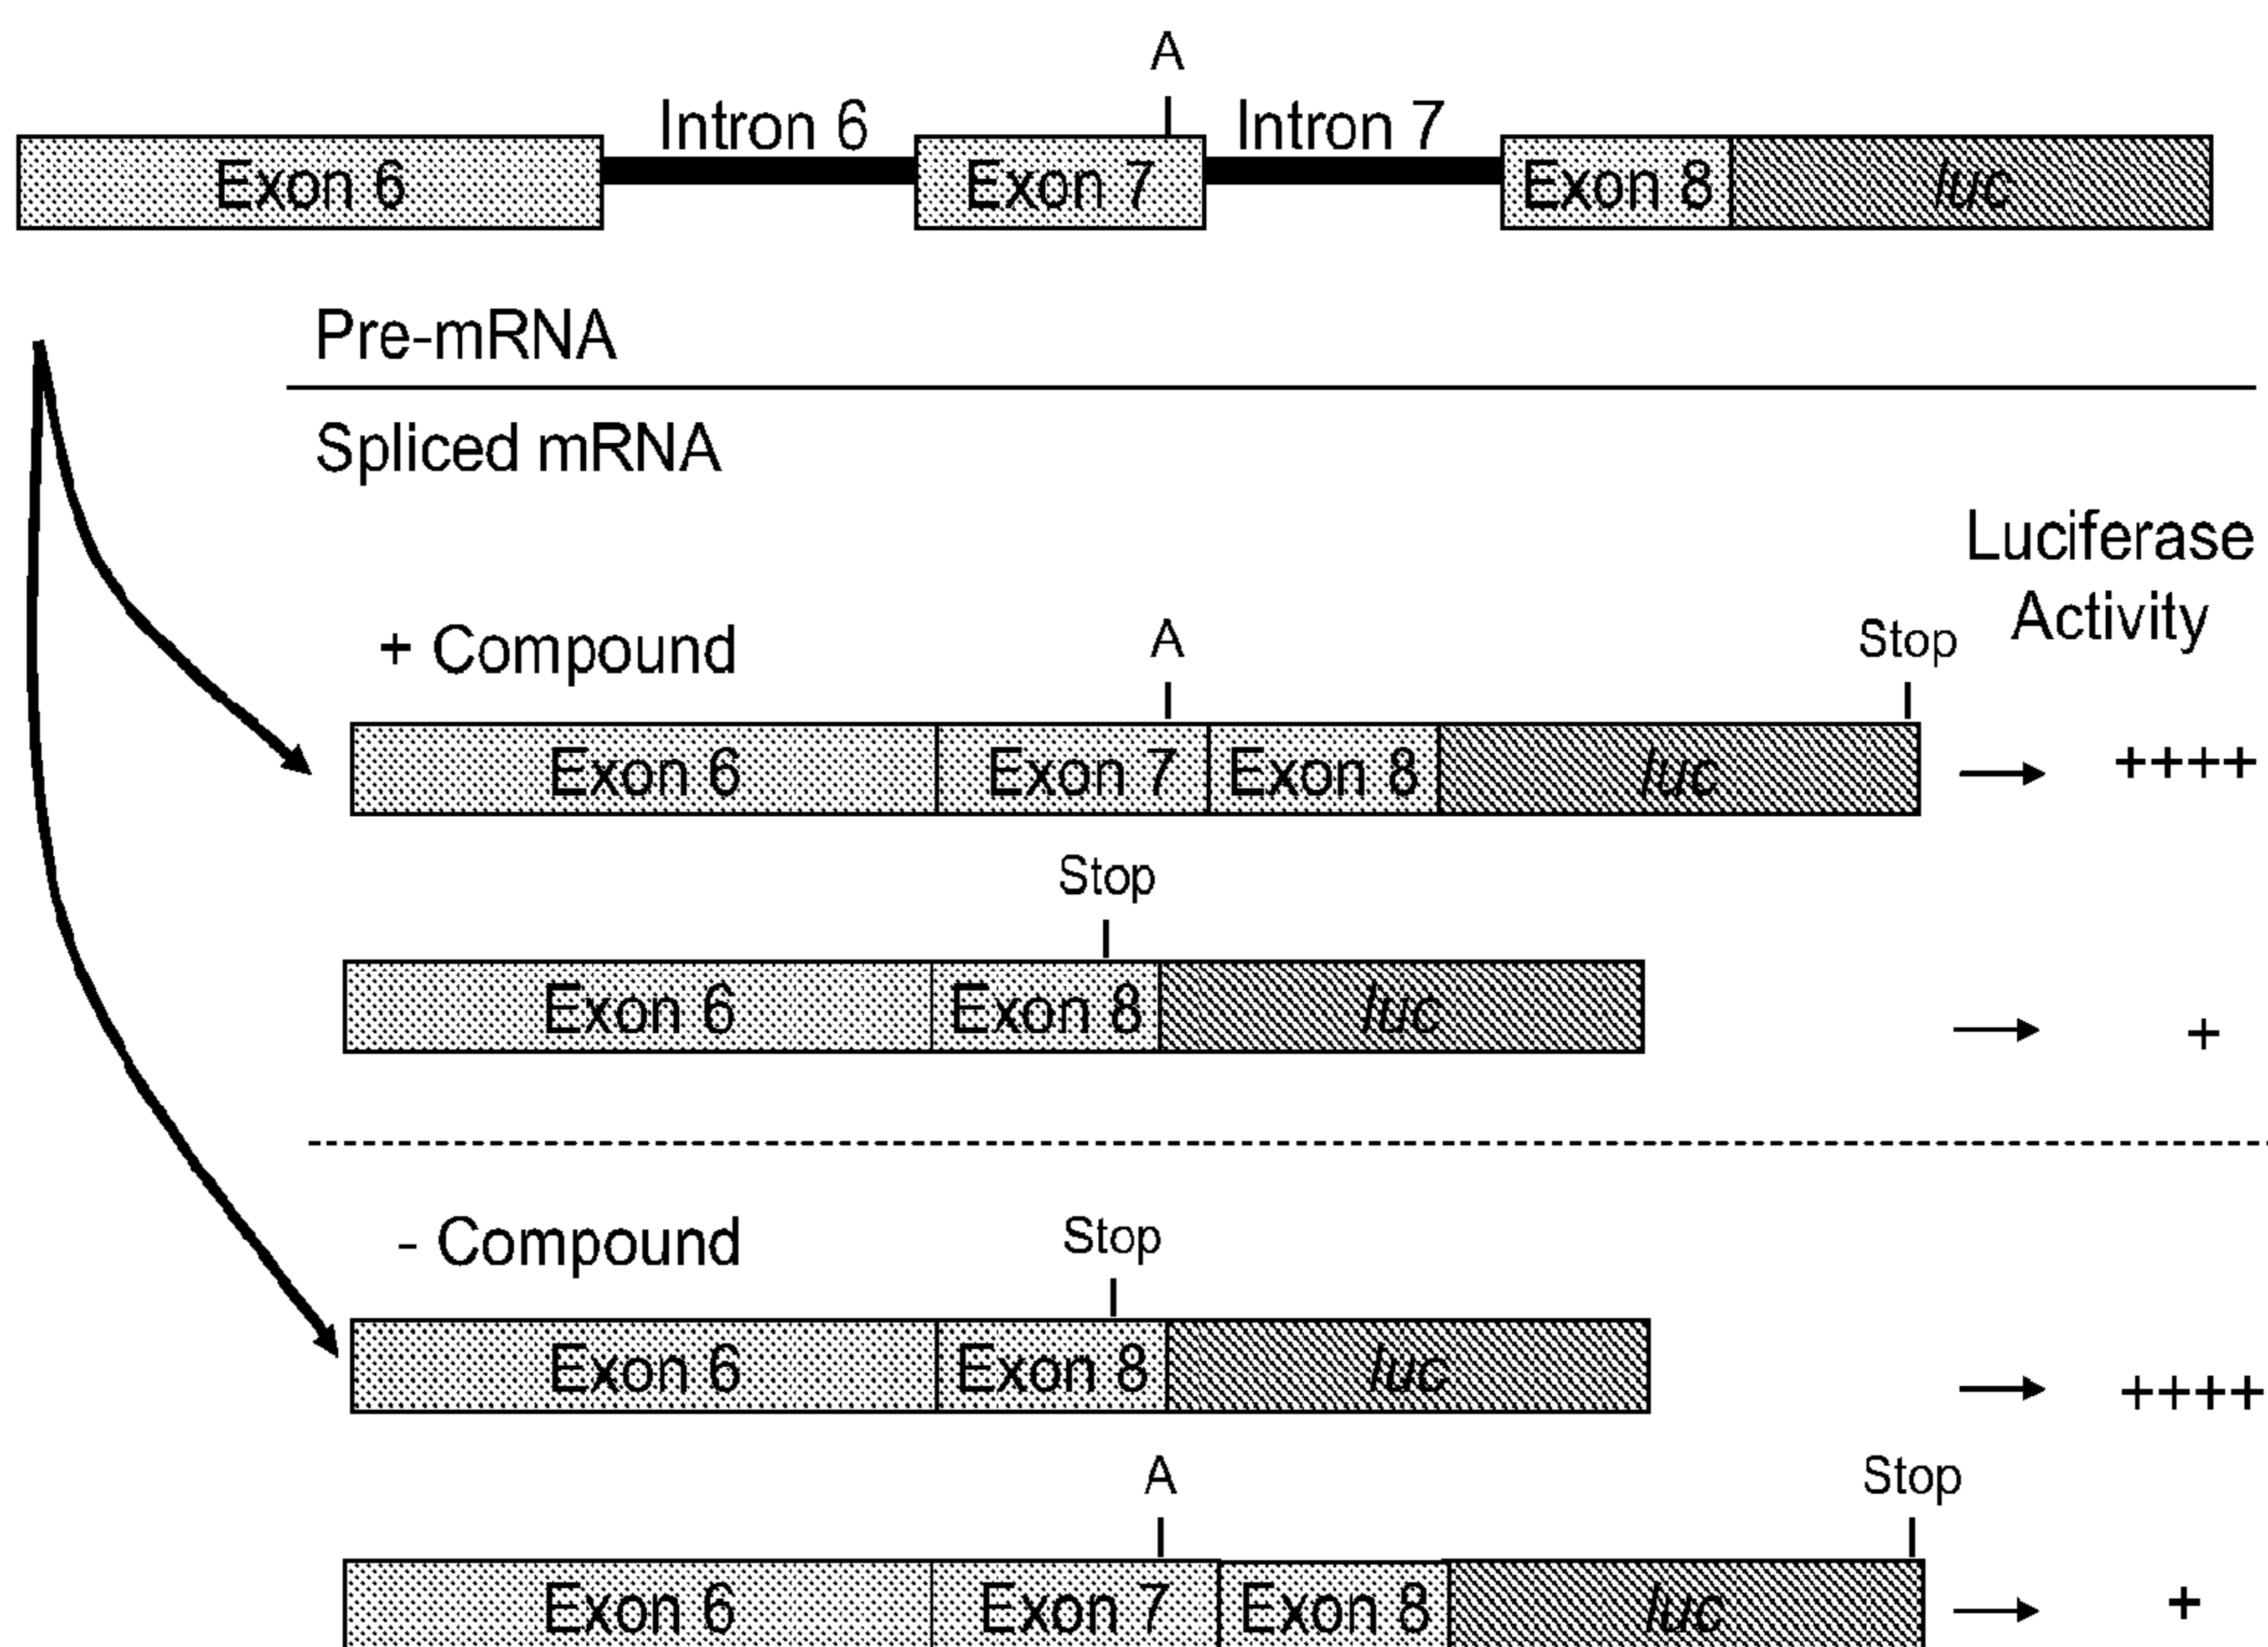 A
Intron 6 Intron 7
Exon 6 Exon 7 Exon 8 luc
Pre-mRNA
Spliced mRNA
Luciferase
Activity
+ Compound A Stop
Exon 6 Exon 7 Exon 8 luc ++++
Stop
Exon 6 Exon 8 luc +
- Compound Stop
Exon 6 Exon 8 luc ++++
A Stop
Exon 6 Exon 7 Exon 8 luc +